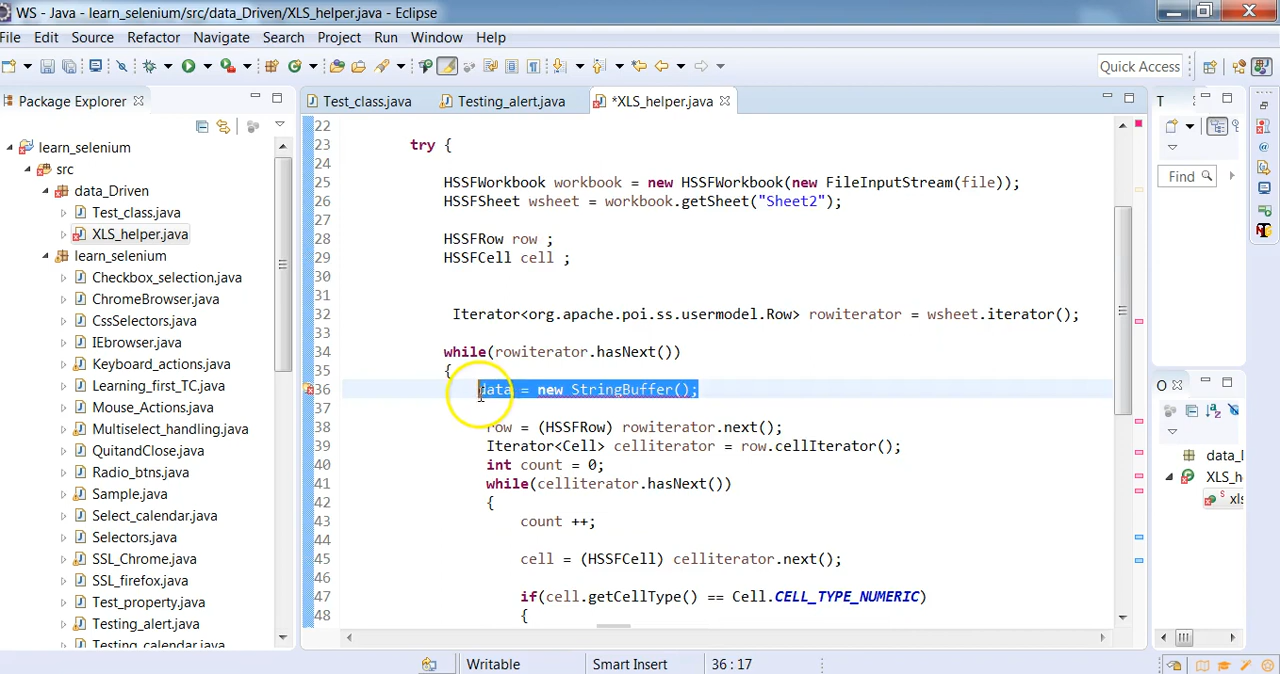 WS - Java - learn_selenium/src/data_Driven/XLS_helper.java - Eclipse
File Edit Source Refactor Navigate Search Project Run Window Help
Quick Access
Package Explorer
Test_class.java
Testing_alert.java
*XLS_helper.java
T
Find
learn_selenium
src
data_Driven
Test_class.java
XLS_helper.java
learn_selenium
Checkbox_selection.java
ChromeBrowser.java
CssSelectors.java
IEbrowser.java
Keyboard_actions.java
Learning_first_TC.java
Mouse_Actions.java
Multiselect_handling.java
QuitandClose.java
Radio_btns.java
Sample.java
Select_calendar.java
Selectors.java
SSL_Chrome.java
SSL_firefox.java
Test_property.java
Testing_alert.java
Testing_calendar.java
22
23 try {
24
25 HSSFWorkbook workbook = new HSSFWorkbook(new FileInputStream(file));
26 HSSFSheet wsheet = workbook.getSheet("Sheet2");
27
28 HSSFRow row ;
29 HSSFCell cell ;
30
31
32 Iterator<org.apache.poi.ss.usermodel.Row> rowiterator = wsheet.iterator();
33
34 while(rowiterator.hasNext())
35 {
36 data = new StringBuffer();
37
38 row = (HSSFRow) rowiterator.next();
39 Iterator<Cell> celliterator = row.cellIterator();
40 int count = 0;
41 while(celliterator.hasNext())
42 {
43 count ++;
44
45 cell = (HSSFCell) celliterator.next();
46
47 if(cell.getCellType() == Cell.CELL_TYPE_NUMERIC)
48 {
O
data_
XLS_h
xls
Writable
Smart Insert
36 : 17